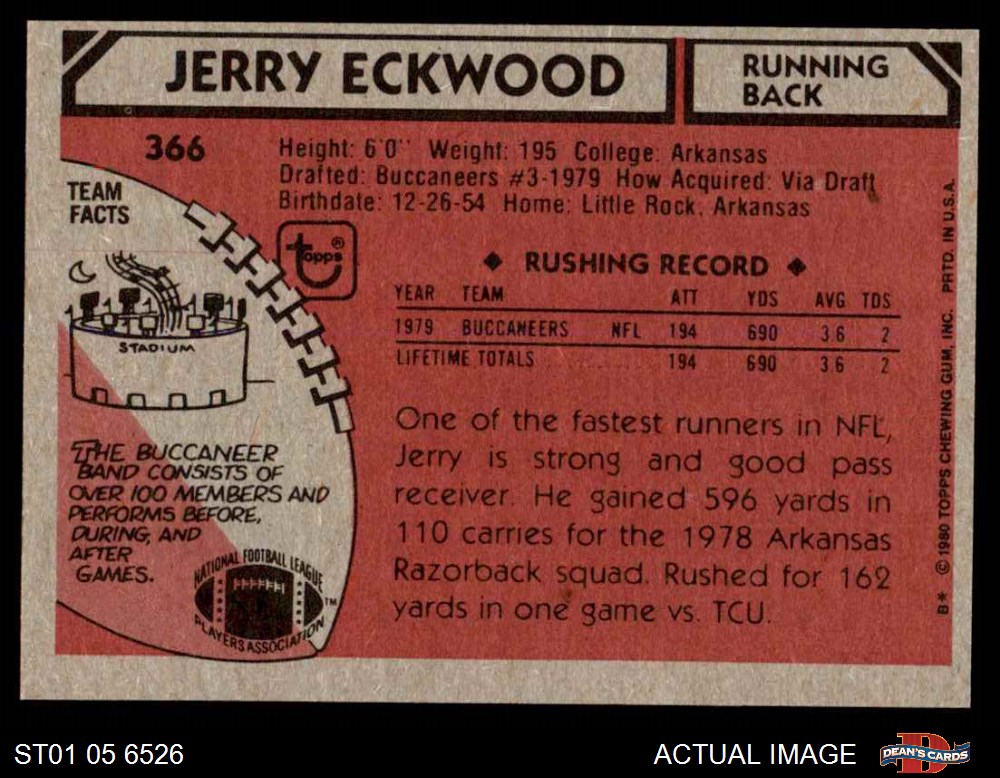 JERRY ECKWOOD
RUNNING
BACK
366
Height: 6'0" Weight: 195 College: Arkansas
Drafted: Buccaneers #3-1979 How Acquired: Via Draft
Birthdate: 12-26-54 Home: Little Rock, Arkansas
TEAM
FACTS
topps®
STADIUM
THE BUCCANEER
BAND CONSISTS OF
OVER 100 MEMBERS AND
PERFORMS BEFORE,
DURING, AND
AFTER
GAMES.
NATIONAL FOOTBALL LEAGUE
PLAYERS ASSOCIATION
TM
◆ RUSHING RECORD ◆
YEAR TEAM ATT YDS AVG TDS
1979 BUCCANEERS NFL 194 690 3.6 2
LIFETIME TOTALS 194 690 3.6 2
One of the fastest runners in NFL,
Jerry is strong and good pass
receiver. He gained 596 yards in
110 carries for the 1978 Arkansas
Razorback squad. Rushed for 162
yards in one game vs. TCU.
B* © 1980 TOPPS CHEWING GUM, INC. PRTD. IN U.S.A.
ST01 05 6526
ACTUAL IMAGE
DEAN'S CARDS